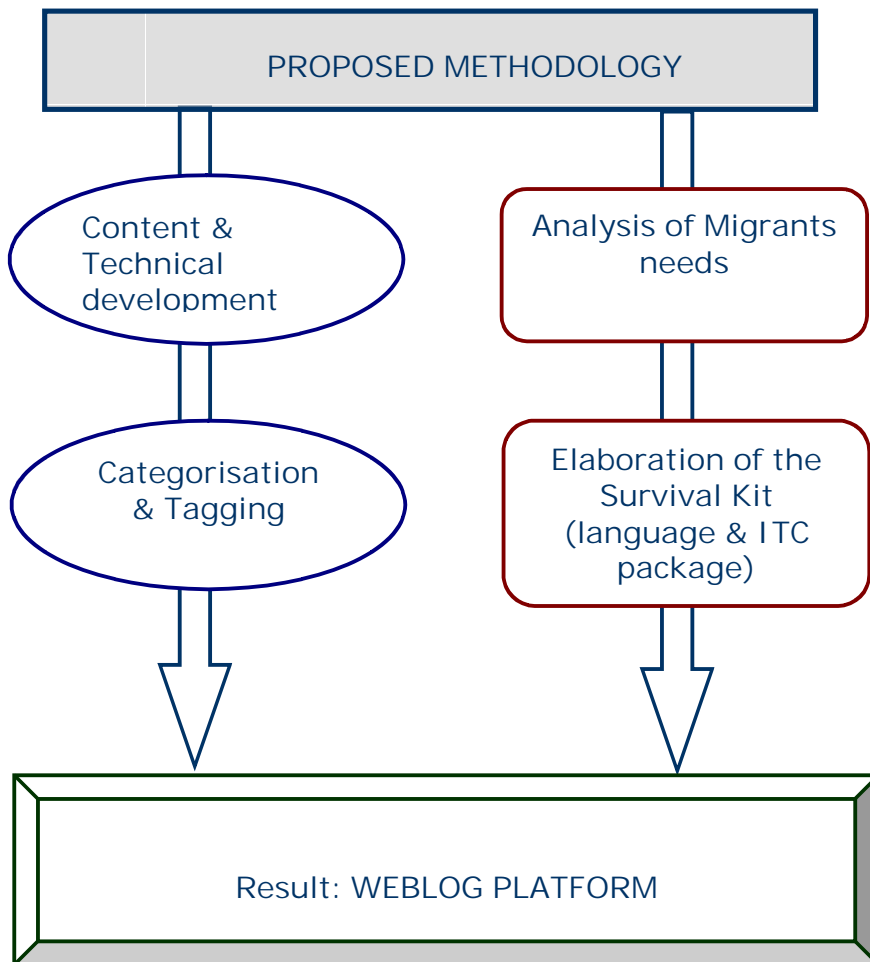 PROPOSED METHODOLOGY
Content &
Technical
development
Analysis of Migrants
needs
Categorisation
& Tagging
Elaboration of the
Survival Kit
(language & ITC
package)
Result: WEBLOG PLATFORM